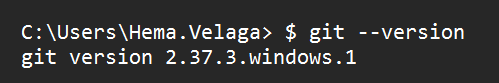 C:\Users\Hema.Velaga> $ git --version
git version 2.37.3.windows.1